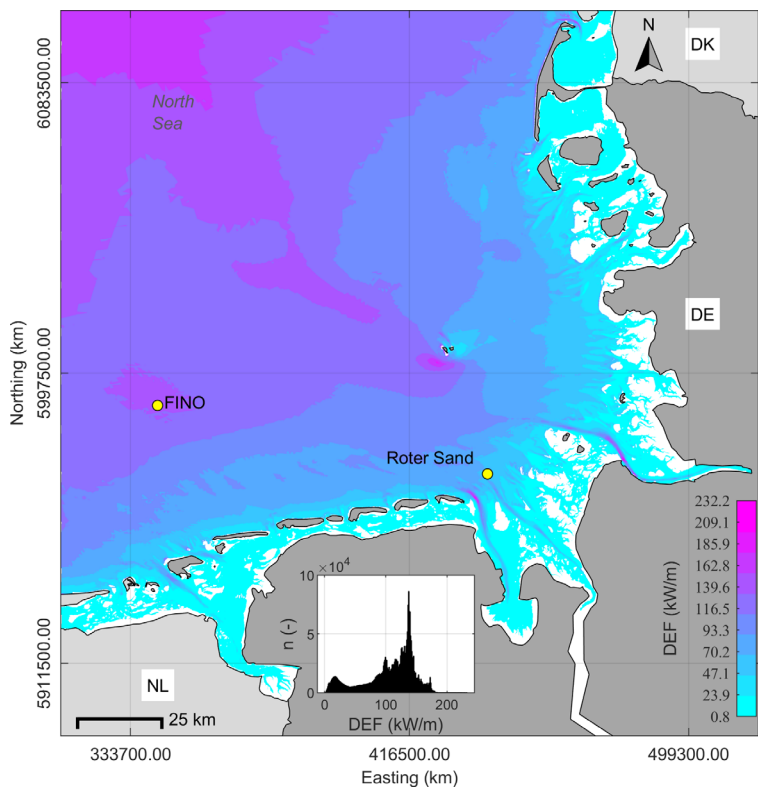 N
DK
North
Sea
6083500.00
DE
Northing (km)
5997500.00
FINO
Roter Sand
232.2
209.1
185.9
162.8
139.6
116.5
93.3
70.2
47.1
23.9
0.8
DEF (kW/m)
10 ×10^4
5
0
n (-)
0 100 200
DEF (kW/m)
5911500.00
NL
25 km
333700.00 416500.00 499300.00
Easting (km)